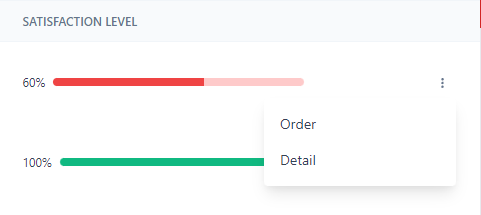 SATISFACTION LEVEL
60%
Order
Detail
100%